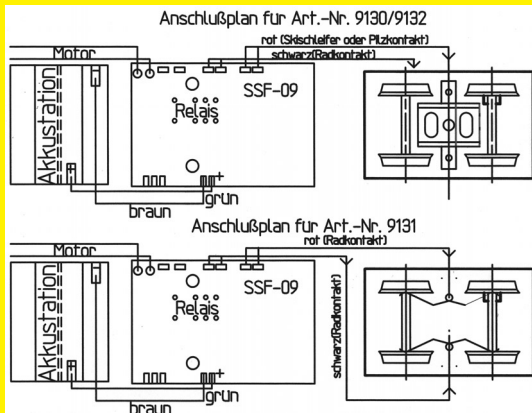 Anschlußplan für Art.-Nr. 9130/9132
rot (Skischleifer oder Pilzkontakt)
schwarz(Radkontakt)
Motor
Akkustation
SSF-09
Relais
+
+
grün
braun
Anschlußplan für Art.-Nr. 9131
rot (Radkontakt)
Motor
Akkustation
SSF-09
Relais
schwarz(Radkontakt)
+
+
grün
braun